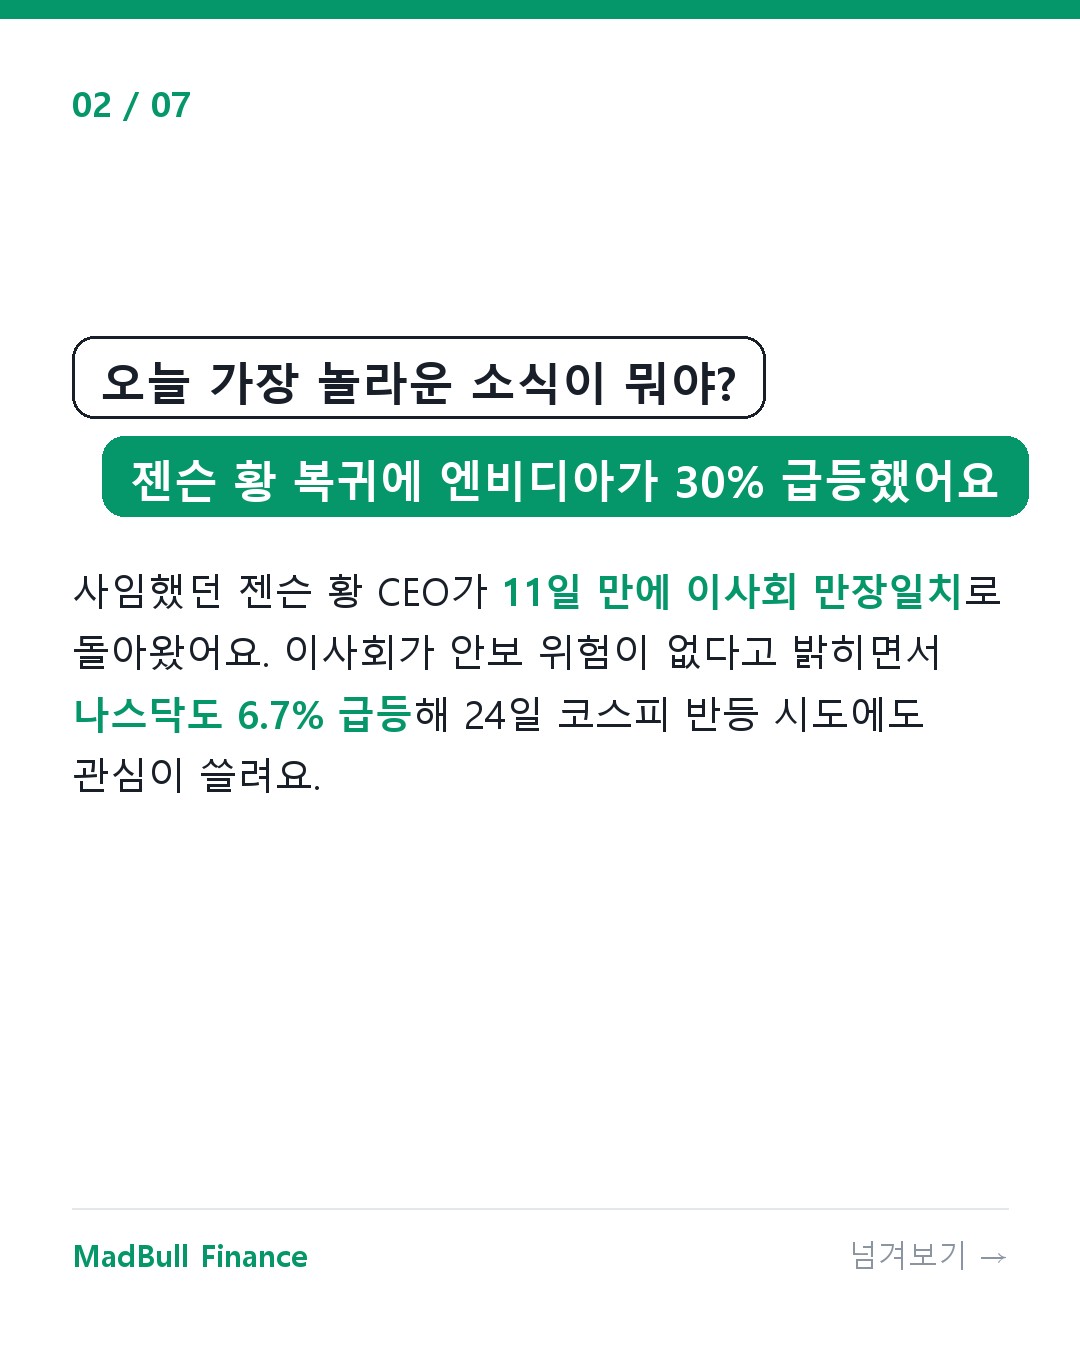 02 / 07
오늘 가장 놀라운 소식이 뭐야?
젠슨 황 복귀에 엔비디아가 30% 급등했어요
사임했던 젠슨 황 CEO가 11일 만에 이사회 만장일치로
돌아왔어요. 이사회가 안보 위험이 없다고 밝히면서
나스닥도 6.7% 급등해 24일 코스피 반등 시도에도
관심이 쏠려요.
MadBull Finance
넘겨보기 →